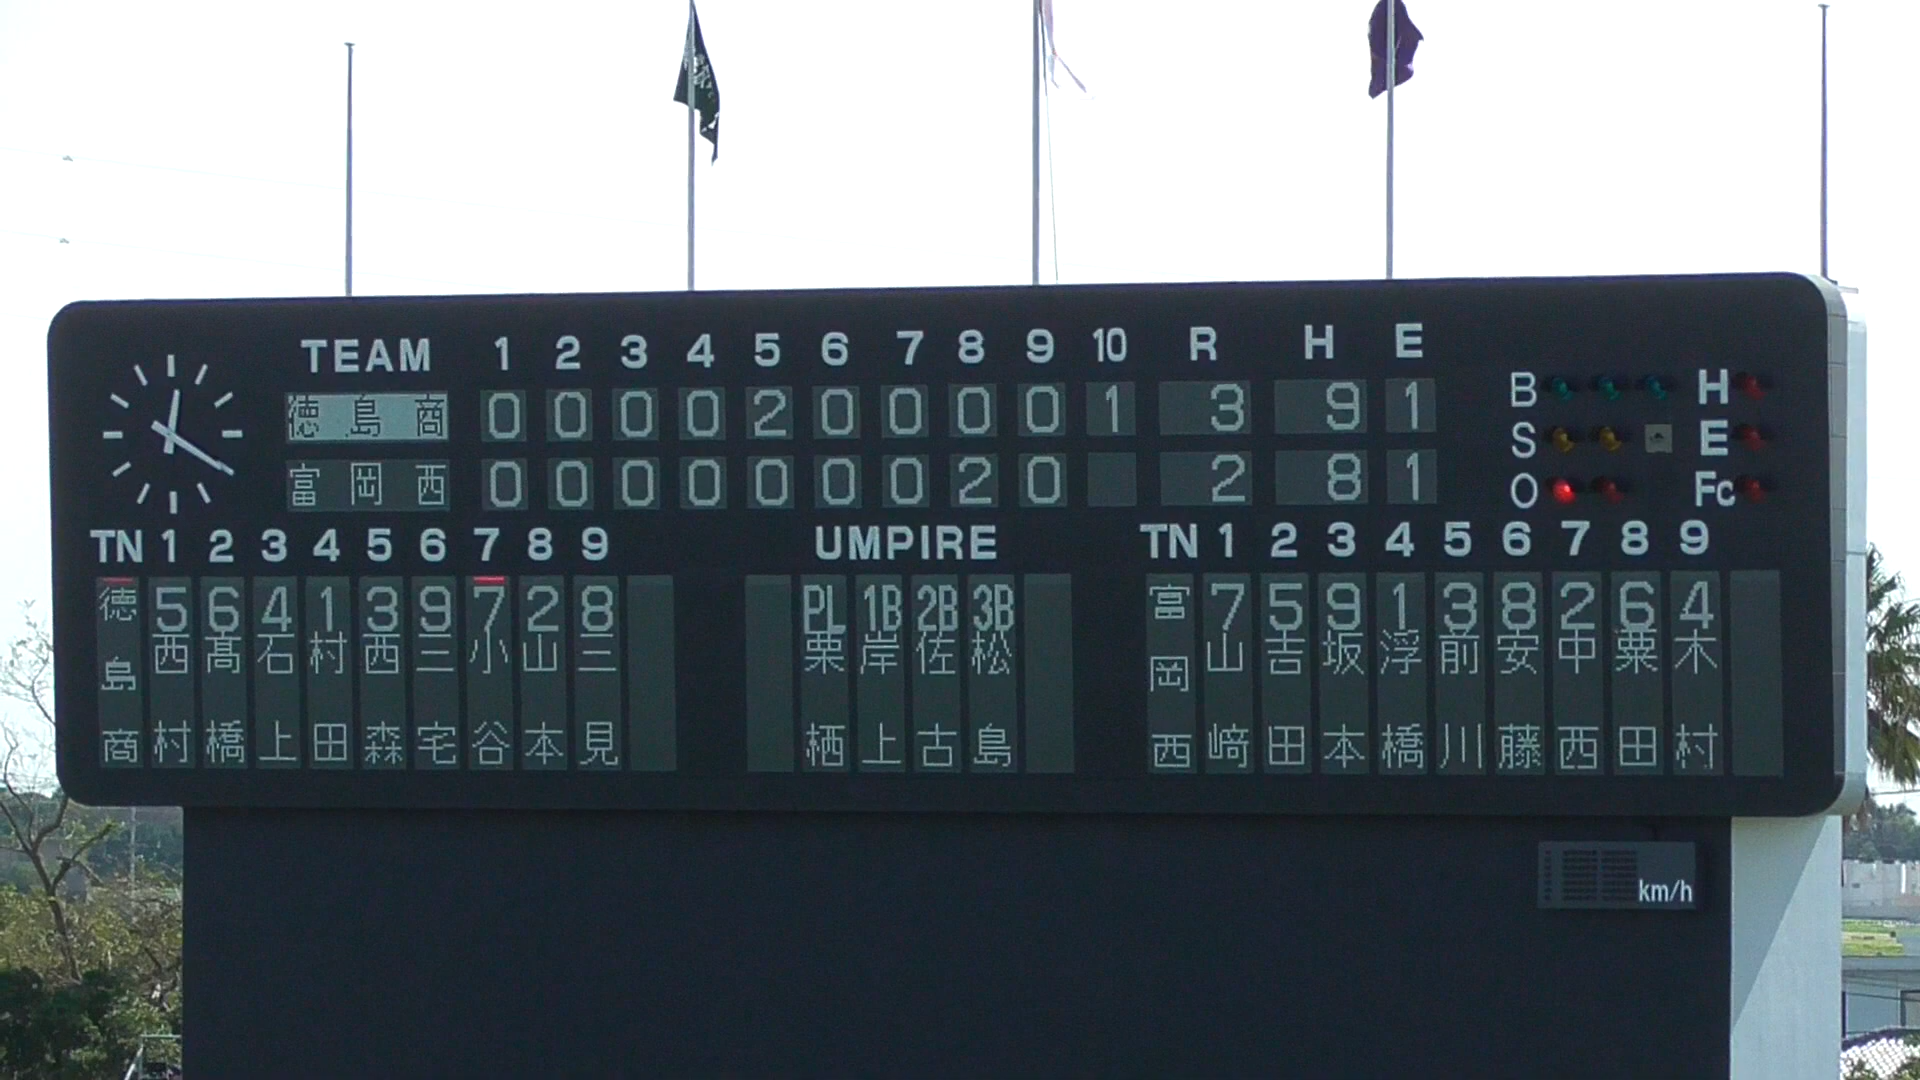 TEAM 1 2 3 4 5 6 7 8 9 10 R H E
徳島商 0 0 0 0 2 0 0 0 0 1 3 9 1
富岡西 0 0 0 0 0 0 0 2 0 2 8 1
B H
S E
O Fc
TN 1 2 3 4 5 6 7 8 9
徳島商
5 西村
6 髙橋
4 石上
1 村田
3 西森
9 三宅
7 小谷
2 山本
8 三見
UMPIRE
PL 栗栖
1B 岸上
2B 佐古
3B 松島
TN 1 2 3 4 5 6 7 8 9
富岡西
7 山﨑
5 吉田
9 坂本
1 浮橋
3 前川
8 安藤
2 中西
6 粟田
4 木村
km/h